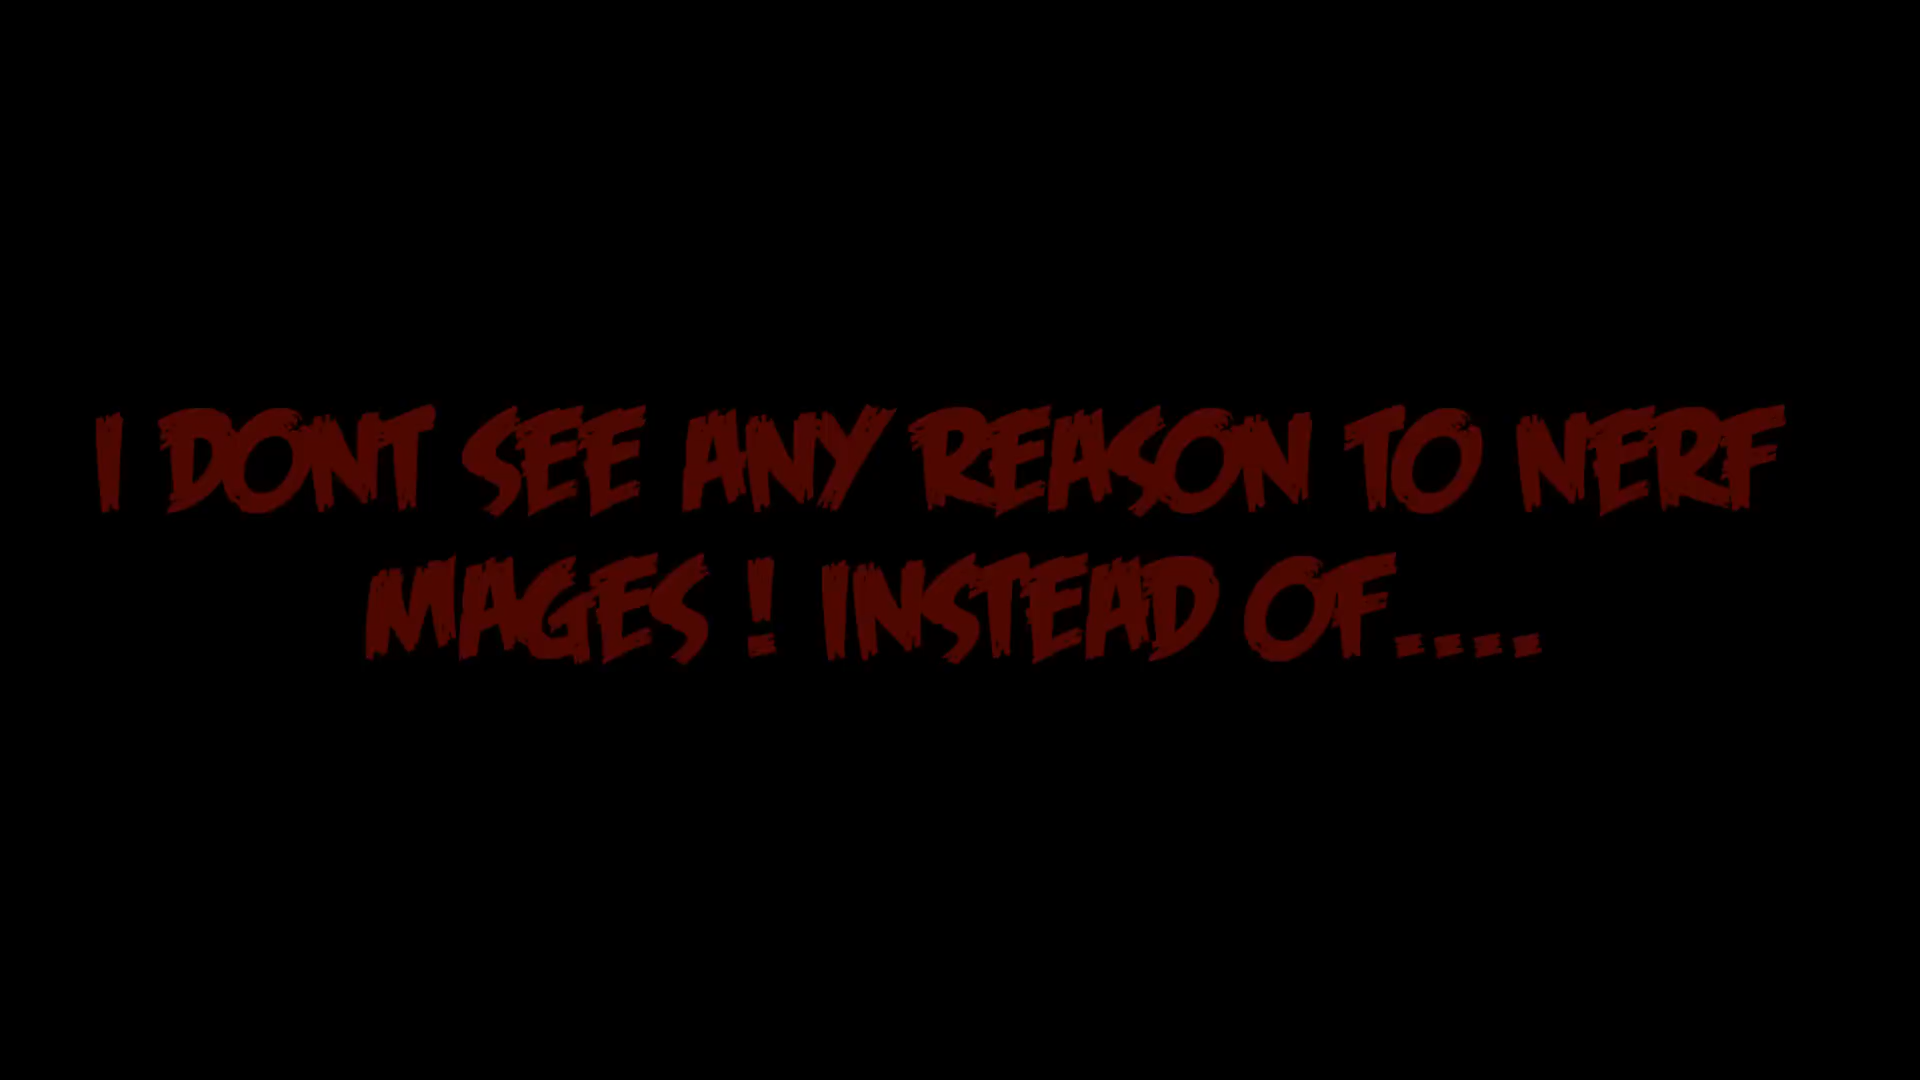 I DONT SEE ANY REASON TO NERF
MAGES ! INSTEAD OF....